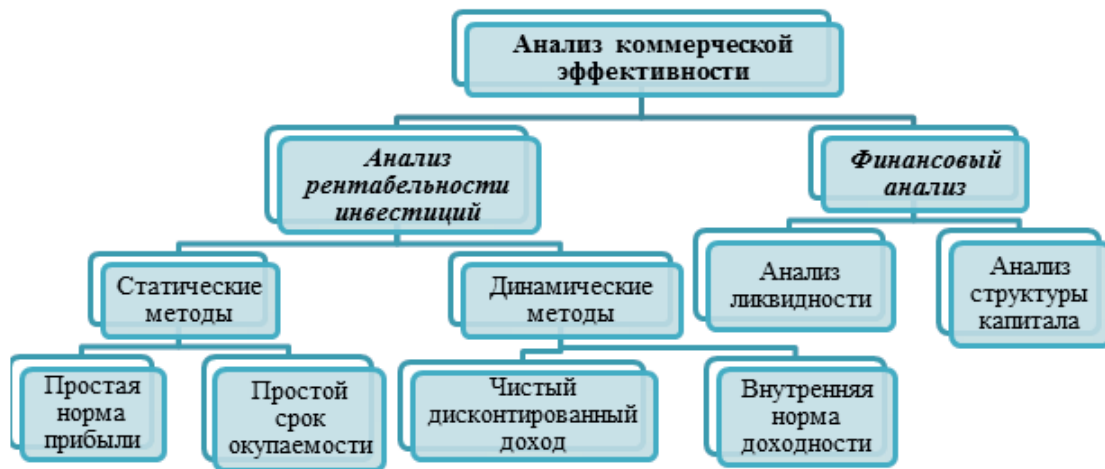 Анализ коммерческой
эффективности
Анализ
рентабельности
инвестиций
Финансовый
анализ
Статические
методы
Динамические
методы
Анализ
ликвидности
Анализ
структуры
капитала
Простая
норма
прибыли
Простой
срок
окупаемости
Чистый
дисконтированный
доход
Внутренняя
норма
доходности